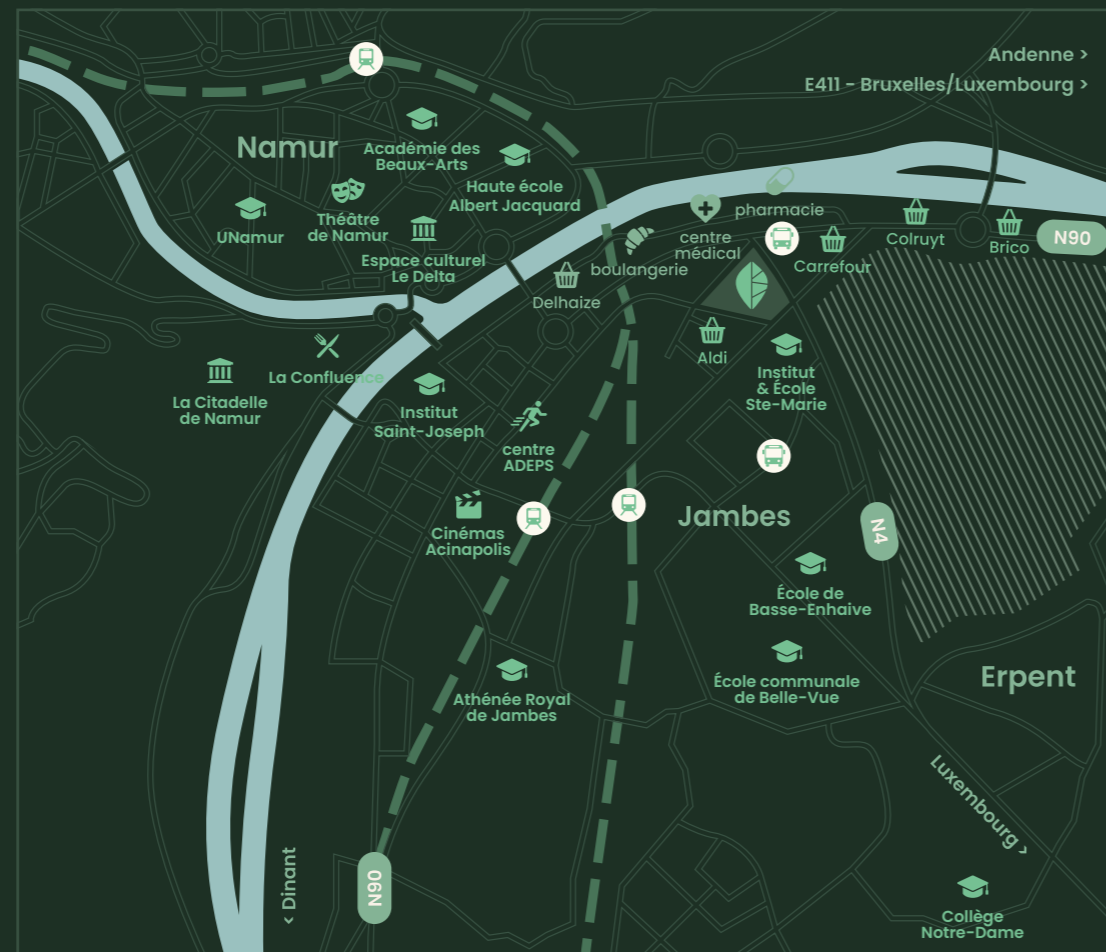 Andenne >
E411 - Bruxelles/Luxembourg >
Namur
Académie des
Beaux-Arts
Haute école
Albert Jacquard
UNamur
Théâtre
de Namur
Espace culturel
Le Delta
pharmacie
centre
médical
boulangerie
Delhaize
Carrefour
Colruyt
Brico
N90
Aldi
Institut
& École
Ste-Marie
La Confluence
La Citadelle
de Namur
Institut
Saint-Joseph
centre
ADEPS
Cinémas
Acinapolis
Jambes
N4
École de
Basse-Enhaive
École communale
de Belle-Vue
Erpent
Athénée Royal
de Jambes
Luxembourg >
< Dinant
N90
Collège
Notre-Dame